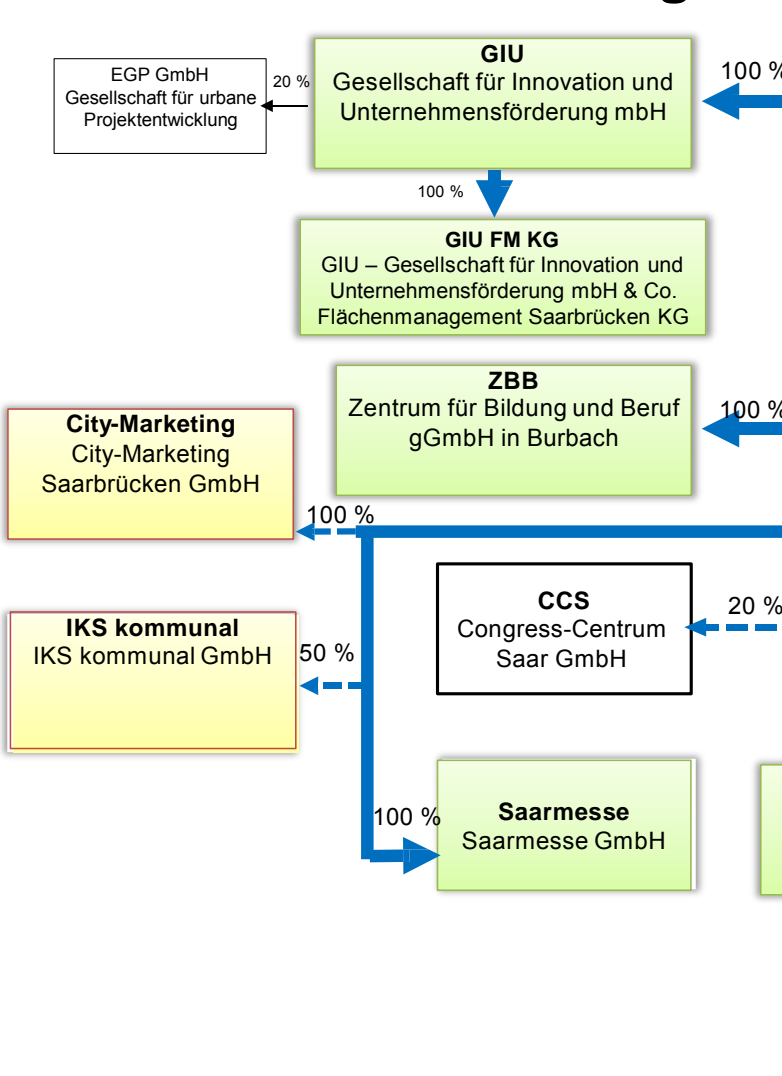 g
GIU
Gesellschaft für Innovation und
Unternehmensförderung mbH
EGP GmbH
Gesellschaft für urbane
Projektentwicklung
20 %
100 %
100 %
GIU FM KG
GIU – Gesellschaft für Innovation und
Unternehmensförderung mbH & Co.
Flächenmanagement Saarbrücken KG
ZBB
Zentrum für Bildung und Beruf
gGmbH in Burbach
100 %
City-Marketing
City-Marketing
Saarbrücken GmbH
100 %
CCS
Congress-Centrum
Saar GmbH
20 %
IKS kommunal
IKS kommunal GmbH
50 %
Saarmesse
Saarmesse GmbH
100 %